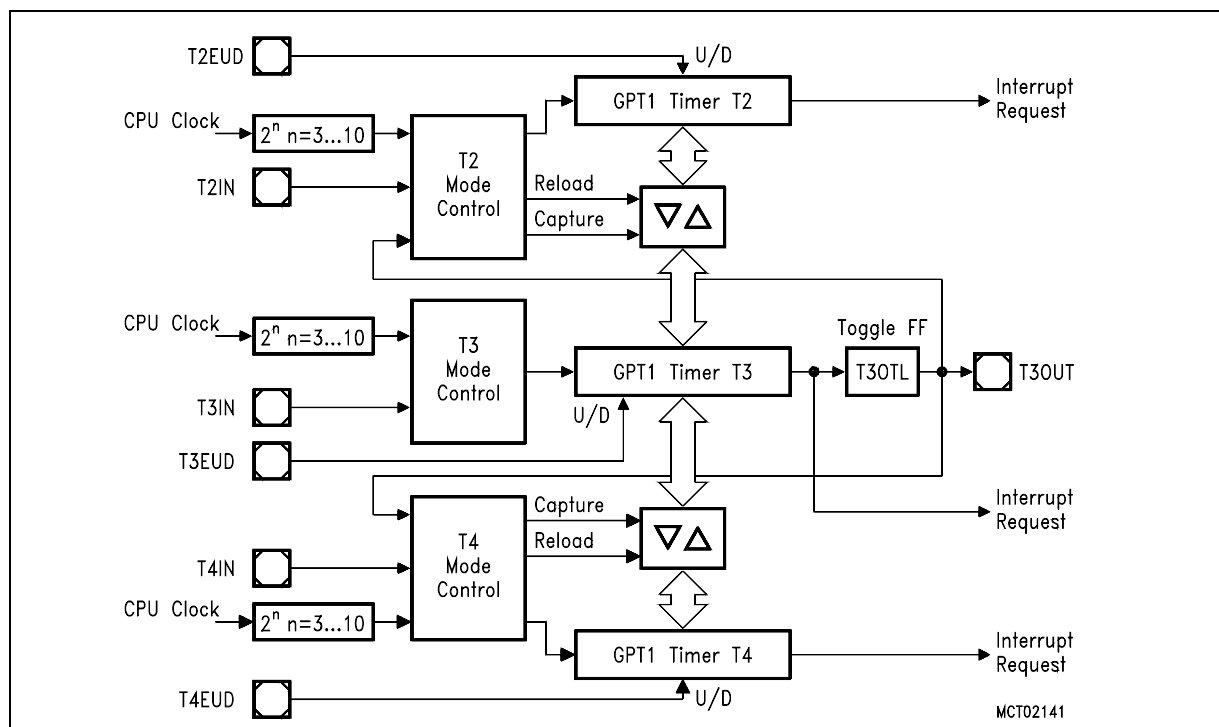 T2EUD
U/D
GPT1 Timer T2
Interrupt
Request
CPU Clock
2ⁿ n=3...10
T2IN
T2
Mode
Control
Reload
Capture
CPU Clock
2ⁿ n=3...10
T3
Mode
Control
GPT1 Timer T3
Toggle FF
T3OTL
T3OUT
T3IN
U/D
T3EUD
Interrupt
Request
T4
Mode
Control
Capture
Reload
T4IN
CPU Clock
2ⁿ n=3...10
GPT1 Timer T4
Interrupt
Request
T4EUD
U/D
MCT02141